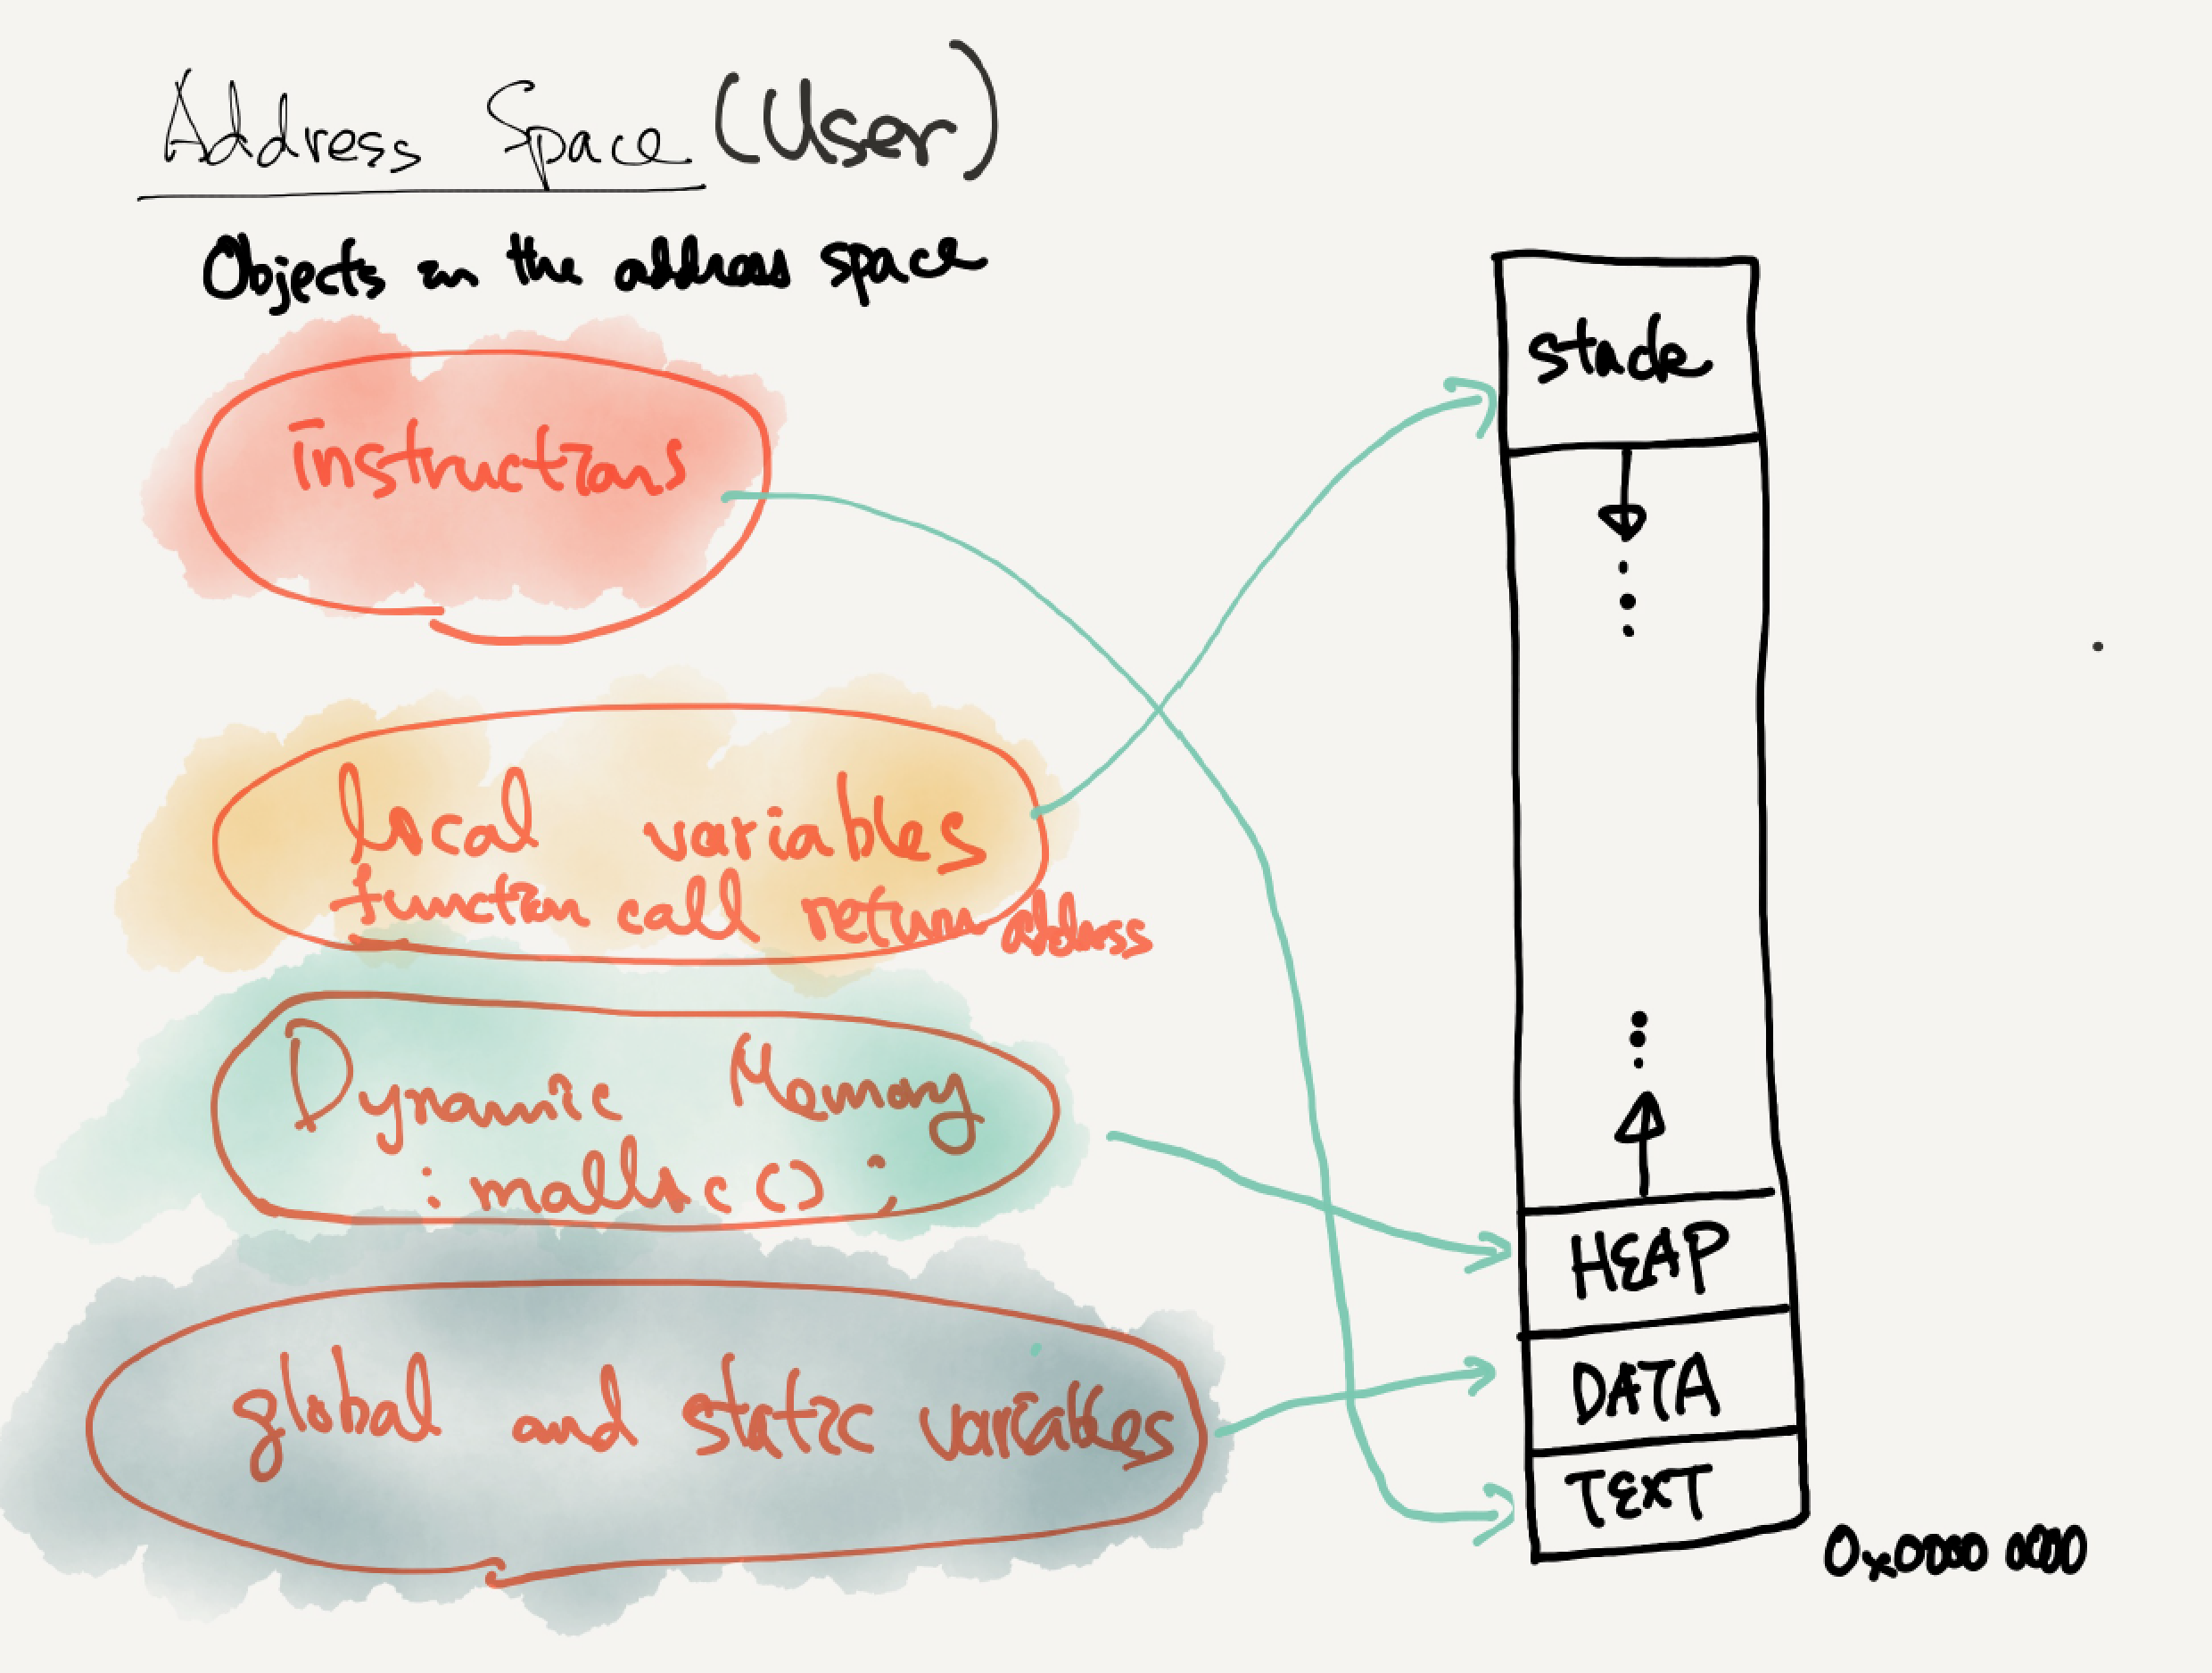 Address Space (User)
Objects in the address space
instructions
local variables
function call return address
Dynamic Memory
: malloc() ;
global and static variables
stack
HEAP
DATA
TEXT
0x0000 0000